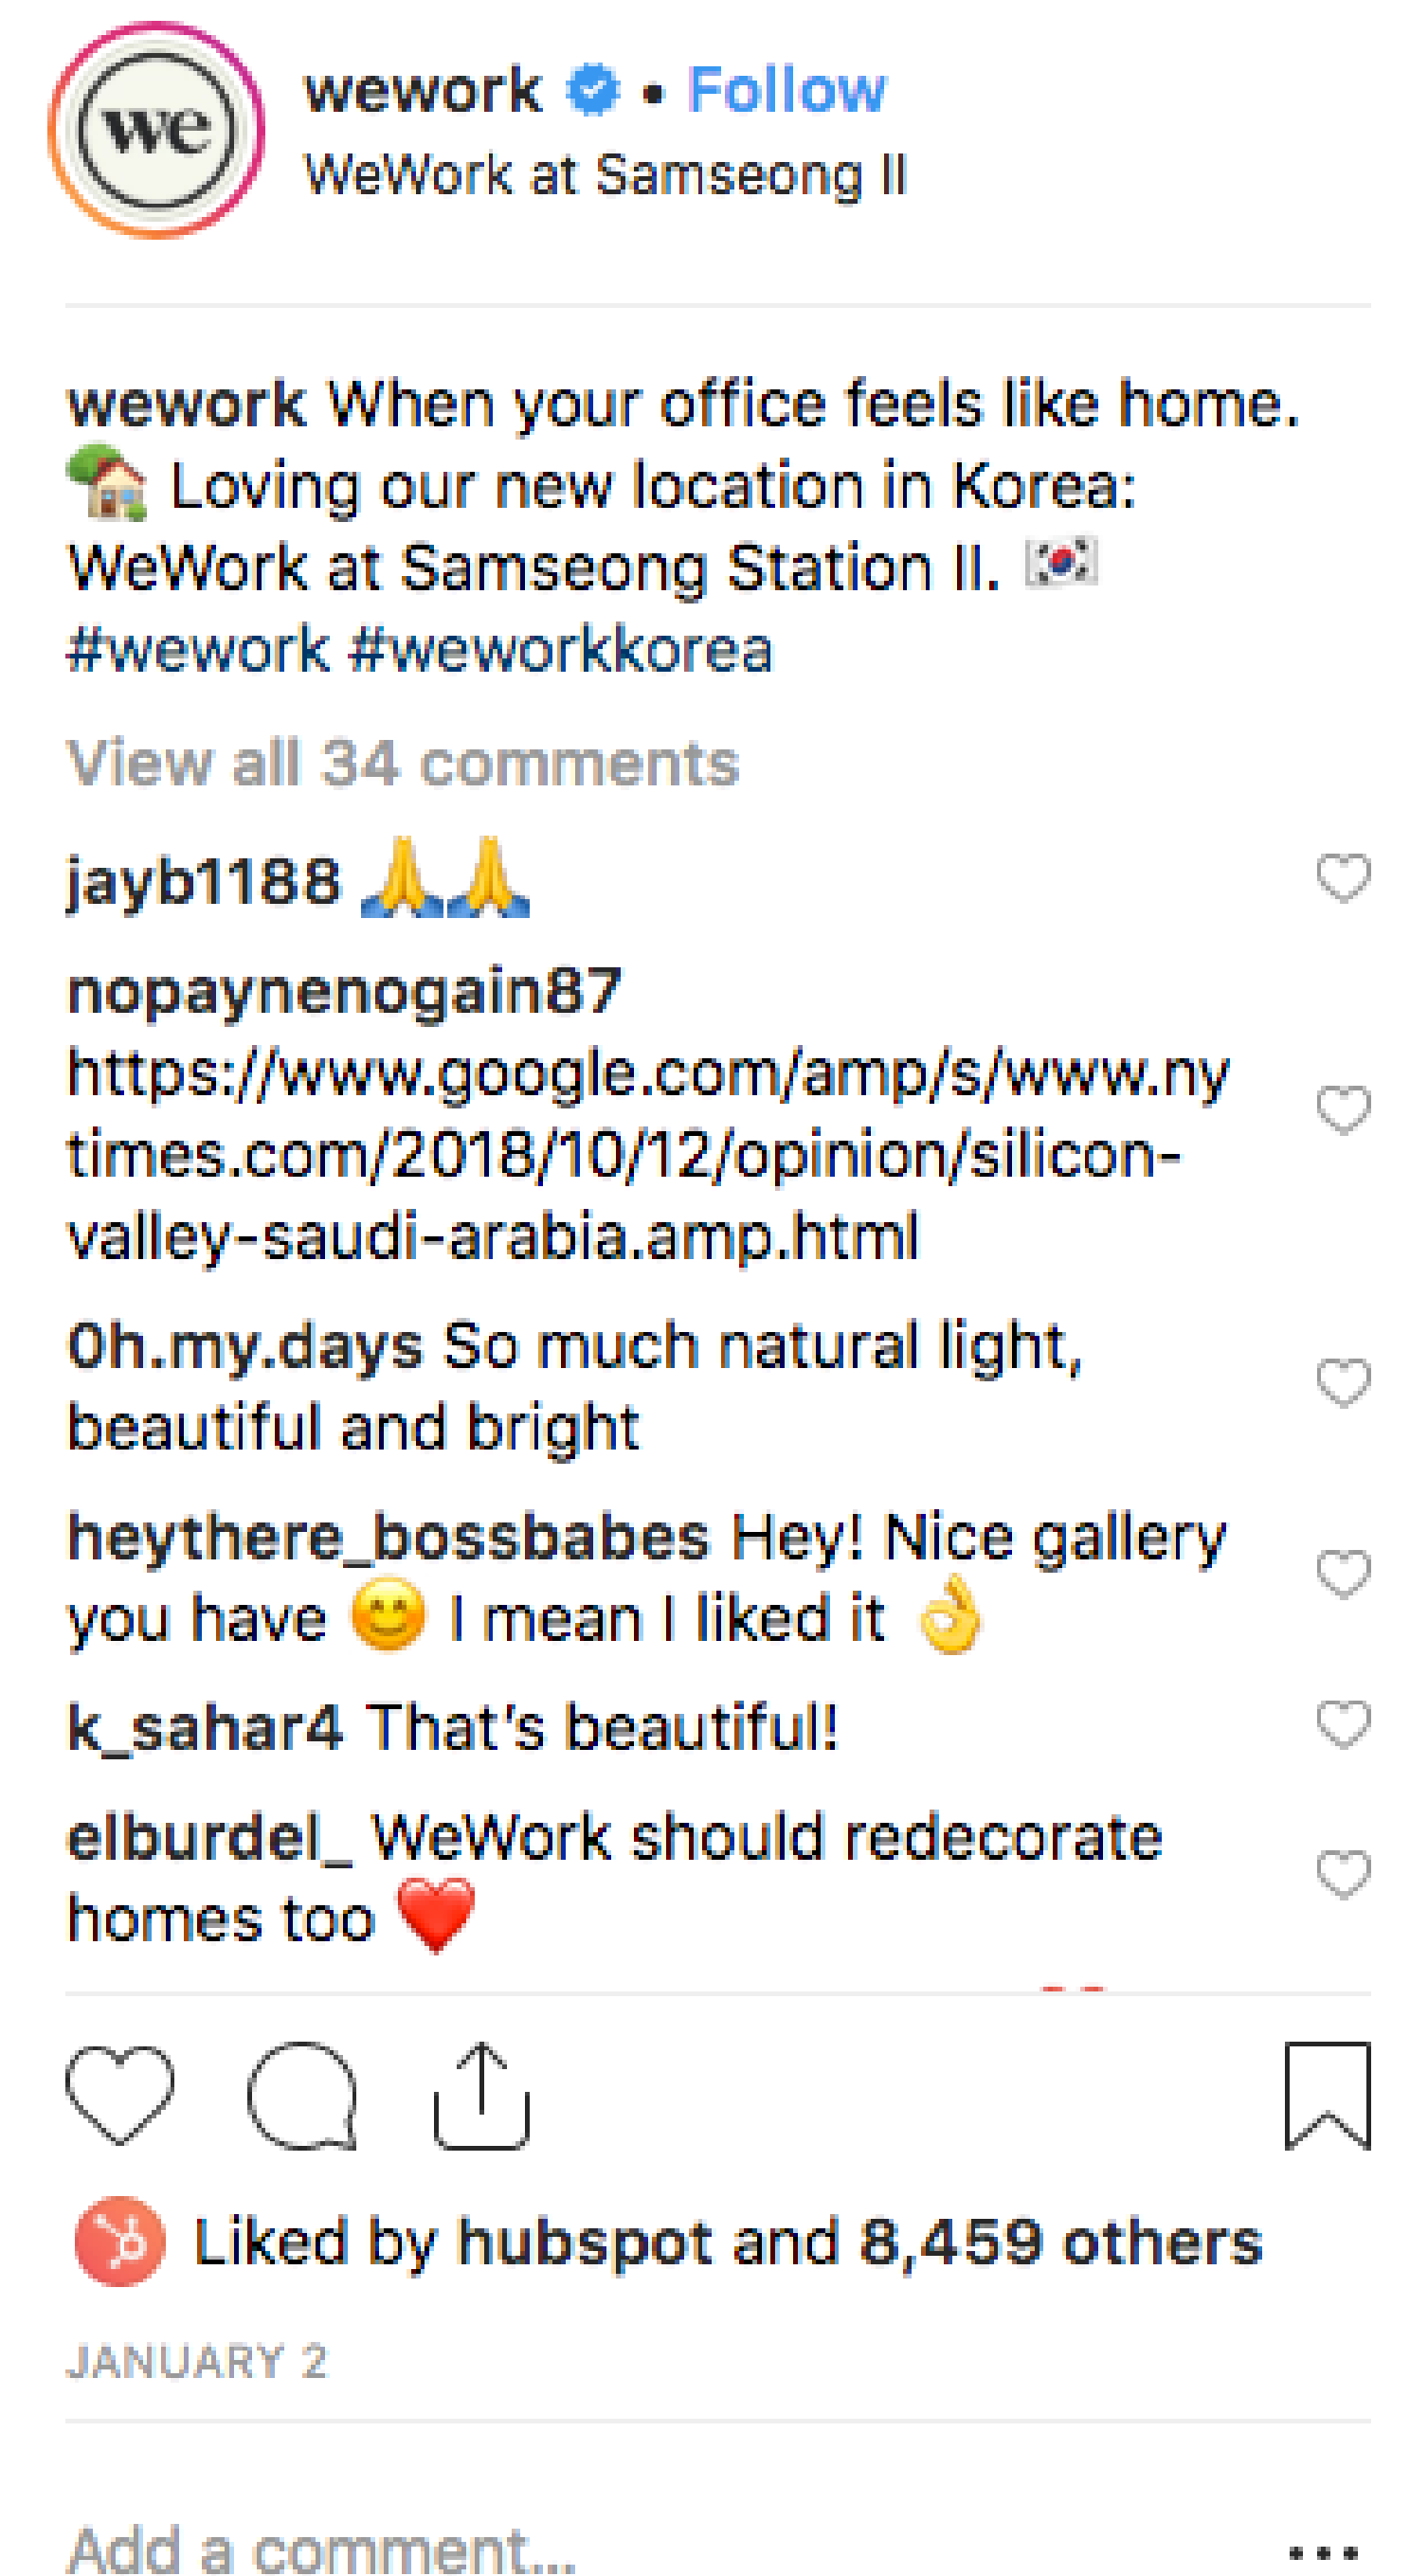 we
wework • Follow
WeWork at Samseong II
wework When your office feels like home.
🏡 Loving our new location in Korea:
WeWork at Samseong Station II. 🇰🇷
#wework #weworkkorea
View all 34 comments
jayb1188 🙏🙏
nopaynenogain87
https://www.google.com/amp/s/www.ny
times.com/2018/10/12/opinion/silicon-
valley-saudi-arabia.amp.html
0h.my.days So much natural light,
beautiful and bright
heythere_bossbabes Hey! Nice gallery
you have 😊 I mean I liked it 👌
k_sahar4 That's beautiful!
elburdel_ WeWork should redecorate
homes too ❤️
Liked by hubspot and 8,459 others
JANUARY 2
Add a comment...